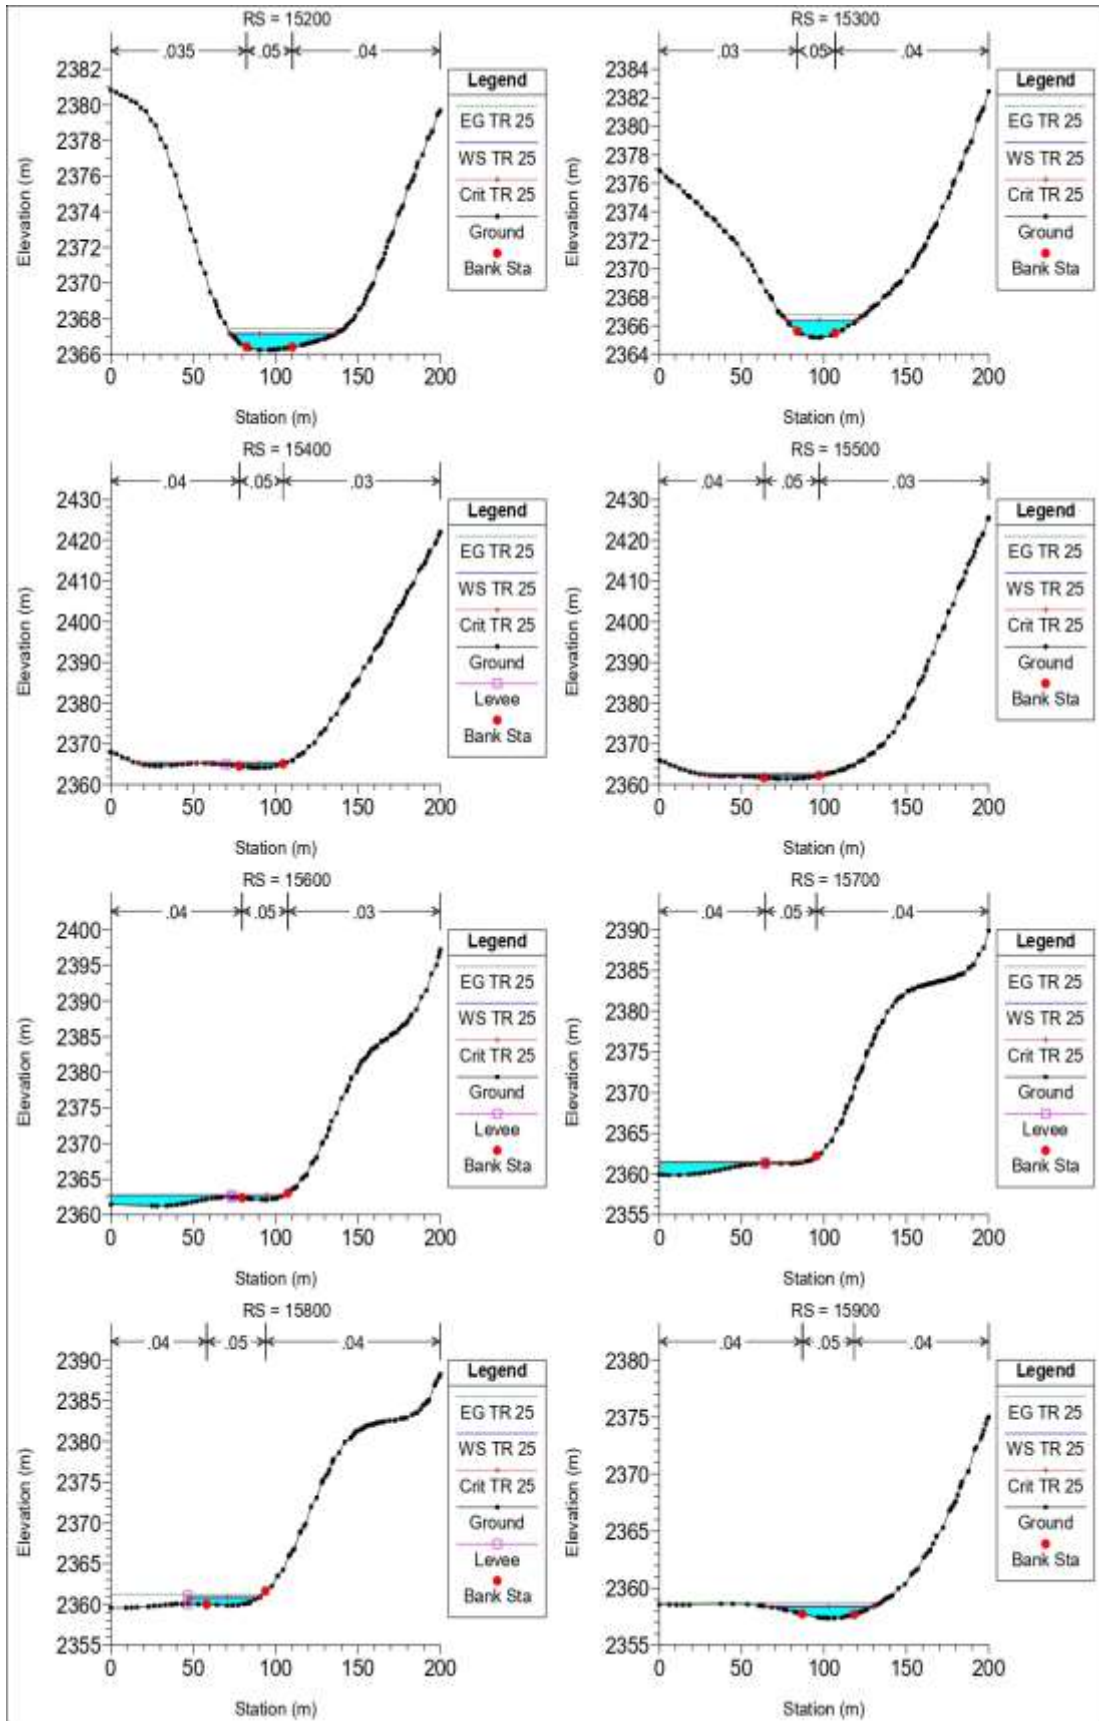 RS = 15200
.035 .05 .04
2382
2380
2378
2376
2374
2372
2370
2368
2366
Elevation (m)
0 50 100 150 200
Station (m)
Legend
EG TR 25
WS TR 25
Crit TR 25
Ground
Bank Sta
RS = 15300
.03 .05 .04
2384
2382
2380
2378
2376
2374
2372
2370
2368
2366
2364
Elevation (m)
0 50 100 150 200
Station (m)
Legend
EG TR 25
WS TR 25
Crit TR 25
Ground
Bank Sta
RS = 15400
.04 .05 .03
2430
2420
2410
2400
2390
2380
2370
2360
Elevation (m)
0 50 100 150 200
Station (m)
Legend
EG TR 25
WS TR 25
Crit TR 25
Ground
Levee
Bank Sta
RS = 15500
.04 .05 .03
2430
2420
2410
2400
2390
2380
2370
2360
Elevation (m)
0 50 100 150 200
Station (m)
Legend
EG TR 25
WS TR 25
Crit TR 25
Ground
Bank Sta
RS = 15600
.04 .05 .03
2400
2395
2390
2385
2380
2375
2370
2365
2360
Elevation (m)
0 50 100 150 200
Station (m)
Legend
EG TR 25
WS TR 25
Crit TR 25
Ground
Levee
Bank Sta
RS = 15700
.04 .05 .04
2390
2385
2380
2375
2370
2365
2360
2355
Elevation (m)
0 50 100 150 200
Station (m)
Legend
EG TR 25
WS TR 25
Crit TR 25
Ground
Levee
Bank Sta
RS = 15800
.04 .05 .04
2390
2385
2380
2375
2370
2365
2360
2355
Elevation (m)
0 50 100 150 200
Station (m)
Legend
EG TR 25
WS TR 25
Crit TR 25
Ground
Levee
Bank Sta
RS = 15900
.04 .05 .04
2380
2375
2370
2365
2360
2355
Elevation (m)
0 50 100 150 200
Station (m)
Legend
EG TR 25
WS TR 25
Crit TR 25
Ground
Bank Sta